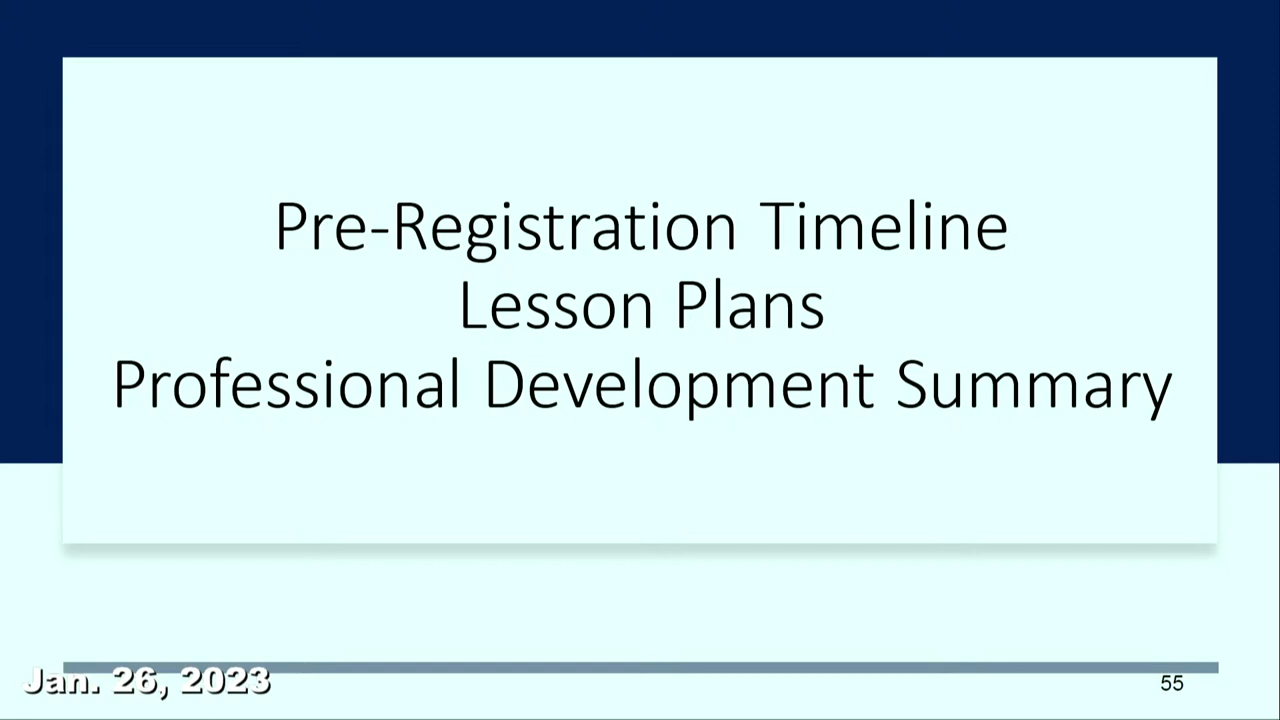 Pre-Registration Timeline
Lesson Plans
Professional Development Summary
Jan. 26, 2023
55